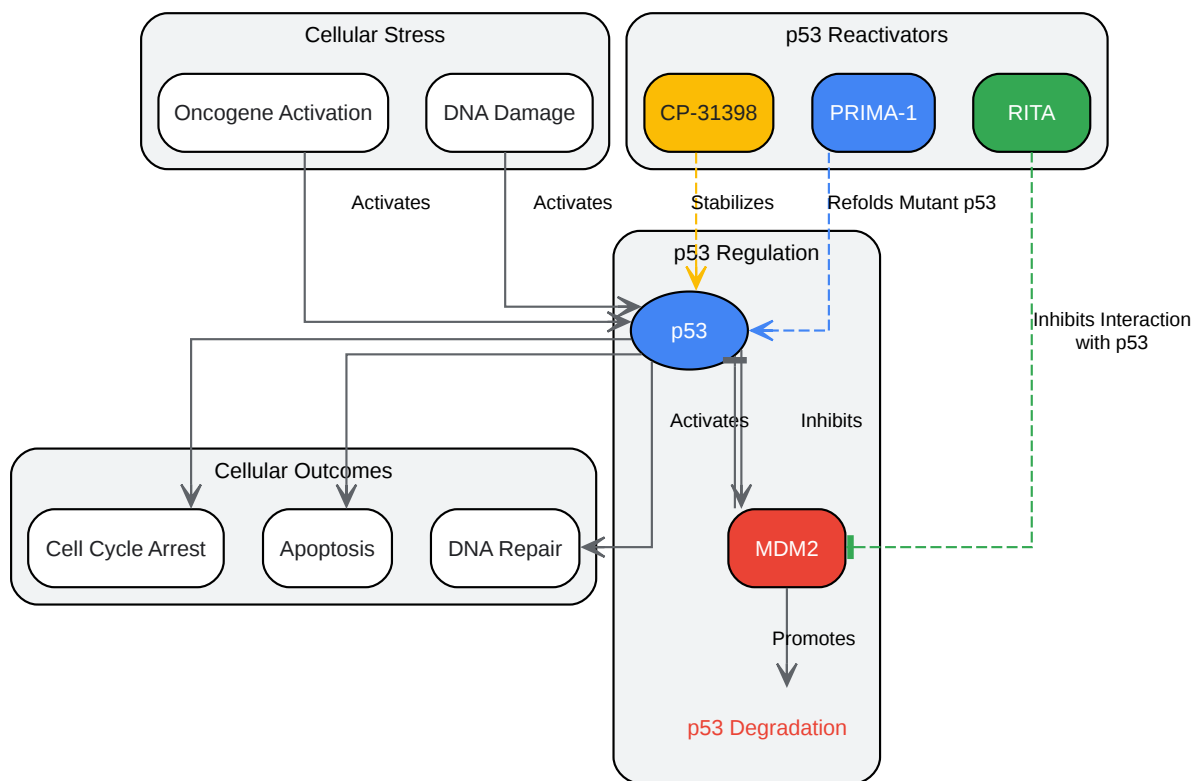 Cellular Stress
p53 Reactivators
Oncogene Activation
DNA Damage
CP-31398
PRIMA-1
RITA
Activates
Activates
Stabilizes
Refolds Mutant p53
p53 Regulation
p53
Inhibits Interaction
with p53
Activates
Inhibits
Cellular Outcomes
Cell Cycle Arrest
Apoptosis
DNA Repair
MDM2
Promotes
p53 Degradation